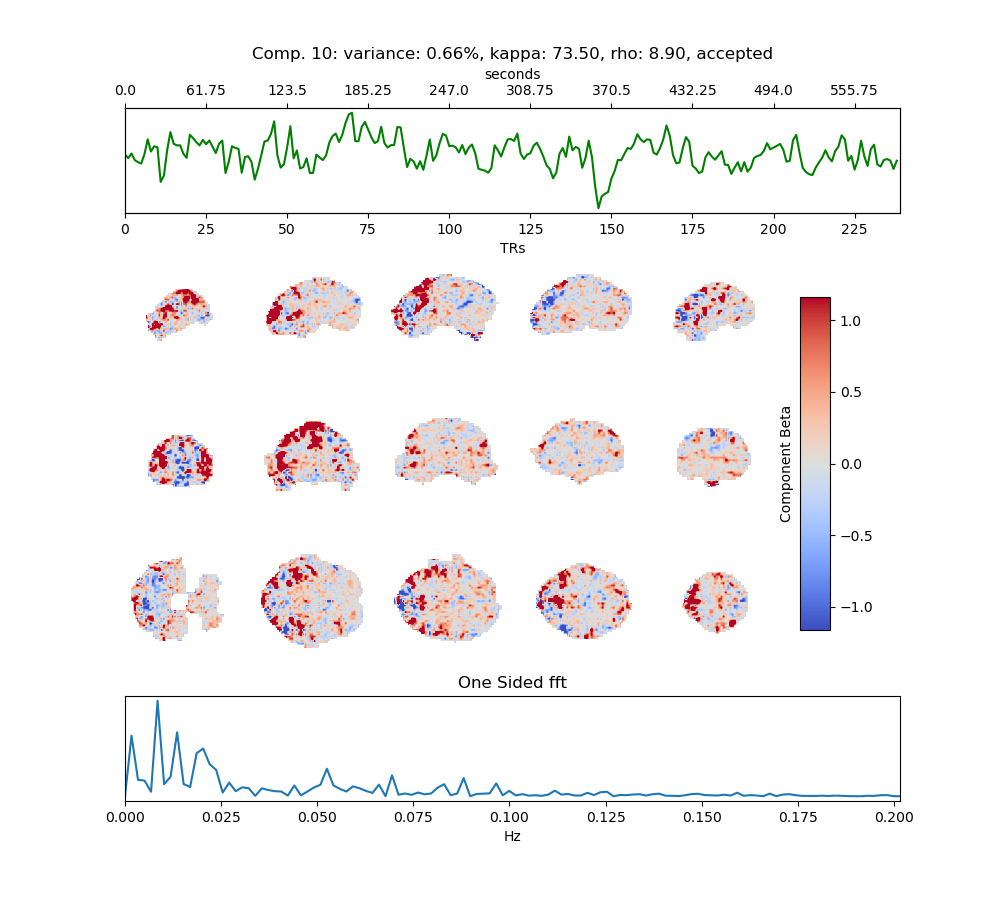 Comp. 10: variance: 0.66%, kappa: 73.50, rho: 8.90, accepted
seconds
0.0 61.75 123.5 185.25 247.0 308.75 370.5 432.25 494.0 555.75
0 25 50 75 100 125 150 175 200 225
TRs
1.0
0.5
0.0
−0.5
−1.0
Component Beta
One Sided fft
0.000 0.025 0.050 0.075 0.100 0.125 0.150 0.175 0.200
Hz